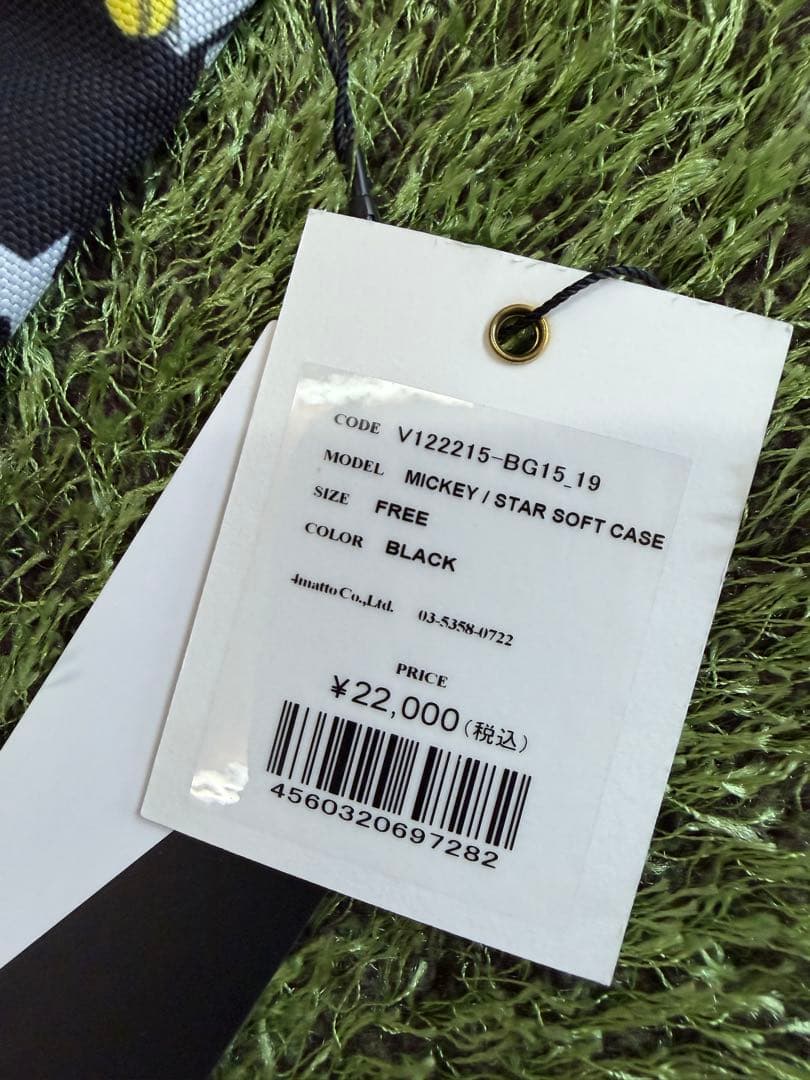 CODE V122215-BG15_19
MODEL MICKEY / STAR SOFT CASE
SIZE FREE
COLOR BLACK
4matto Co.,Ltd. 03-5358-0722
PRICE
¥22,000(税込)
4560320697282